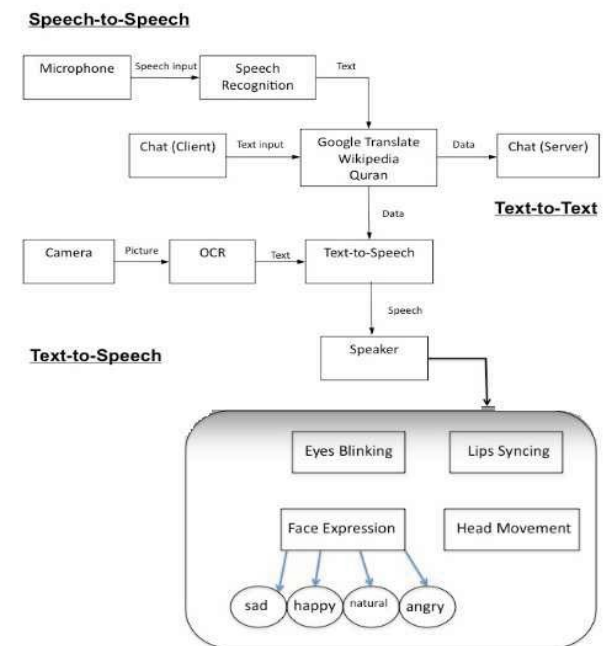 Speech-to-Speech
Microphone
Speech input
Speech
Recognition
Text
Chat (Client)
Text input
Google Translate
Wikipedia
Quran
Data
Chat (Server)
Text-to-Text
Data
Camera
Picture
OCR
Text
Text-to-Speech
Speech
Text-to-Speech
Speaker
Eyes Blinking
Lips Syncing
Face Expression
Head Movement
sad
happy
natural
angry